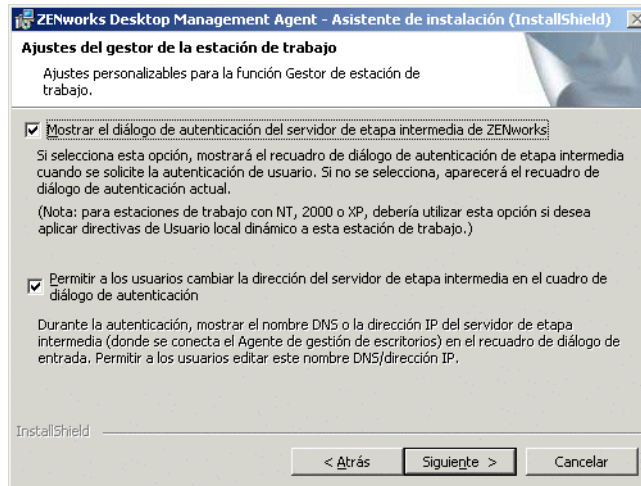 ZENworks Desktop Management Agent - Asistente de instalación (InstallShield)
Ajustes del gestor de la estación de trabajo
Ajustes personalizables para la función Gestor de estación de
trabajo.
Mostrar el diálogo de autenticación del servidor de etapa intermedia de ZENworks
Si selecciona esta opción, mostrará el recuadro de diálogo de autenticación de etapa intermedia
cuando se solicite la autenticación de usuario. Si no se selecciona, aparecerá el recuadro de
diálogo de autenticación actual.
(Nota: para estaciones de trabajo con NT, 2000 o XP, debería utilizar esta opción si desea
aplicar directivas de Usuario local dinámico a esta estación de trabajo.)
Permitir a los usuarios cambiar la dirección del servidor de etapa intermedia en el cuadro de
diálogo de autenticación
Durante la autenticación, mostrar el nombre DNS o la dirección IP del servidor de etapa
intermedia (donde se conecta el Agente de gestión de escritorios) en el recuadro de diálogo de
entrada. Permitir a los usuarios editar este nombre DNS/dirección IP.
InstallShield
< Atrás
Siguiente >
Cancelar